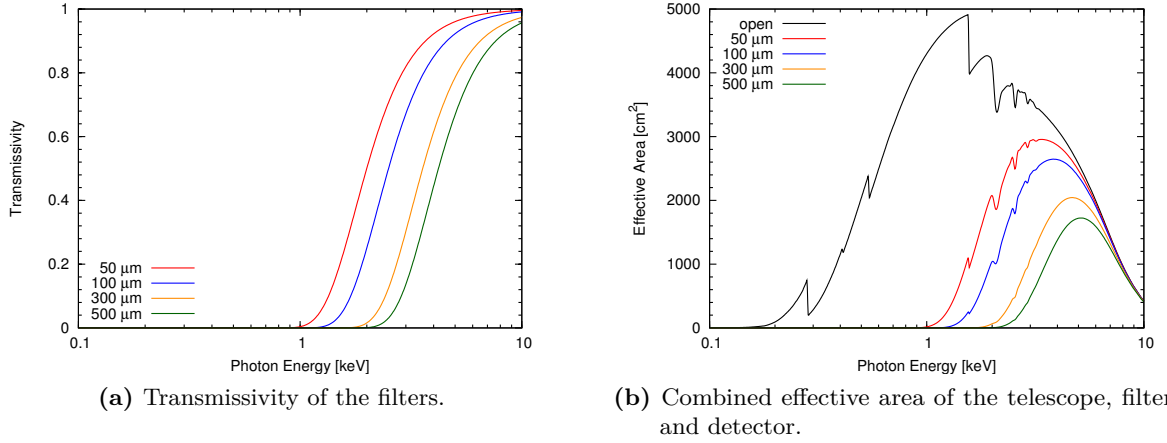 1
0.8
0.6
0.4
0.2
0
0.1
1
10
Transmissivity
Photon Energy [keV]
50 µm
100 µm
300 µm
500 µm
(a) Transmissivity of the filters.
5000
4000
3000
2000
1000
0
0.1
1
10
Effective Area [cm²]
Photon Energy [keV]
open
50 µm
100 µm
300 µm
500 µm
(b) Combined effective area of the telescope, filter
and detector.